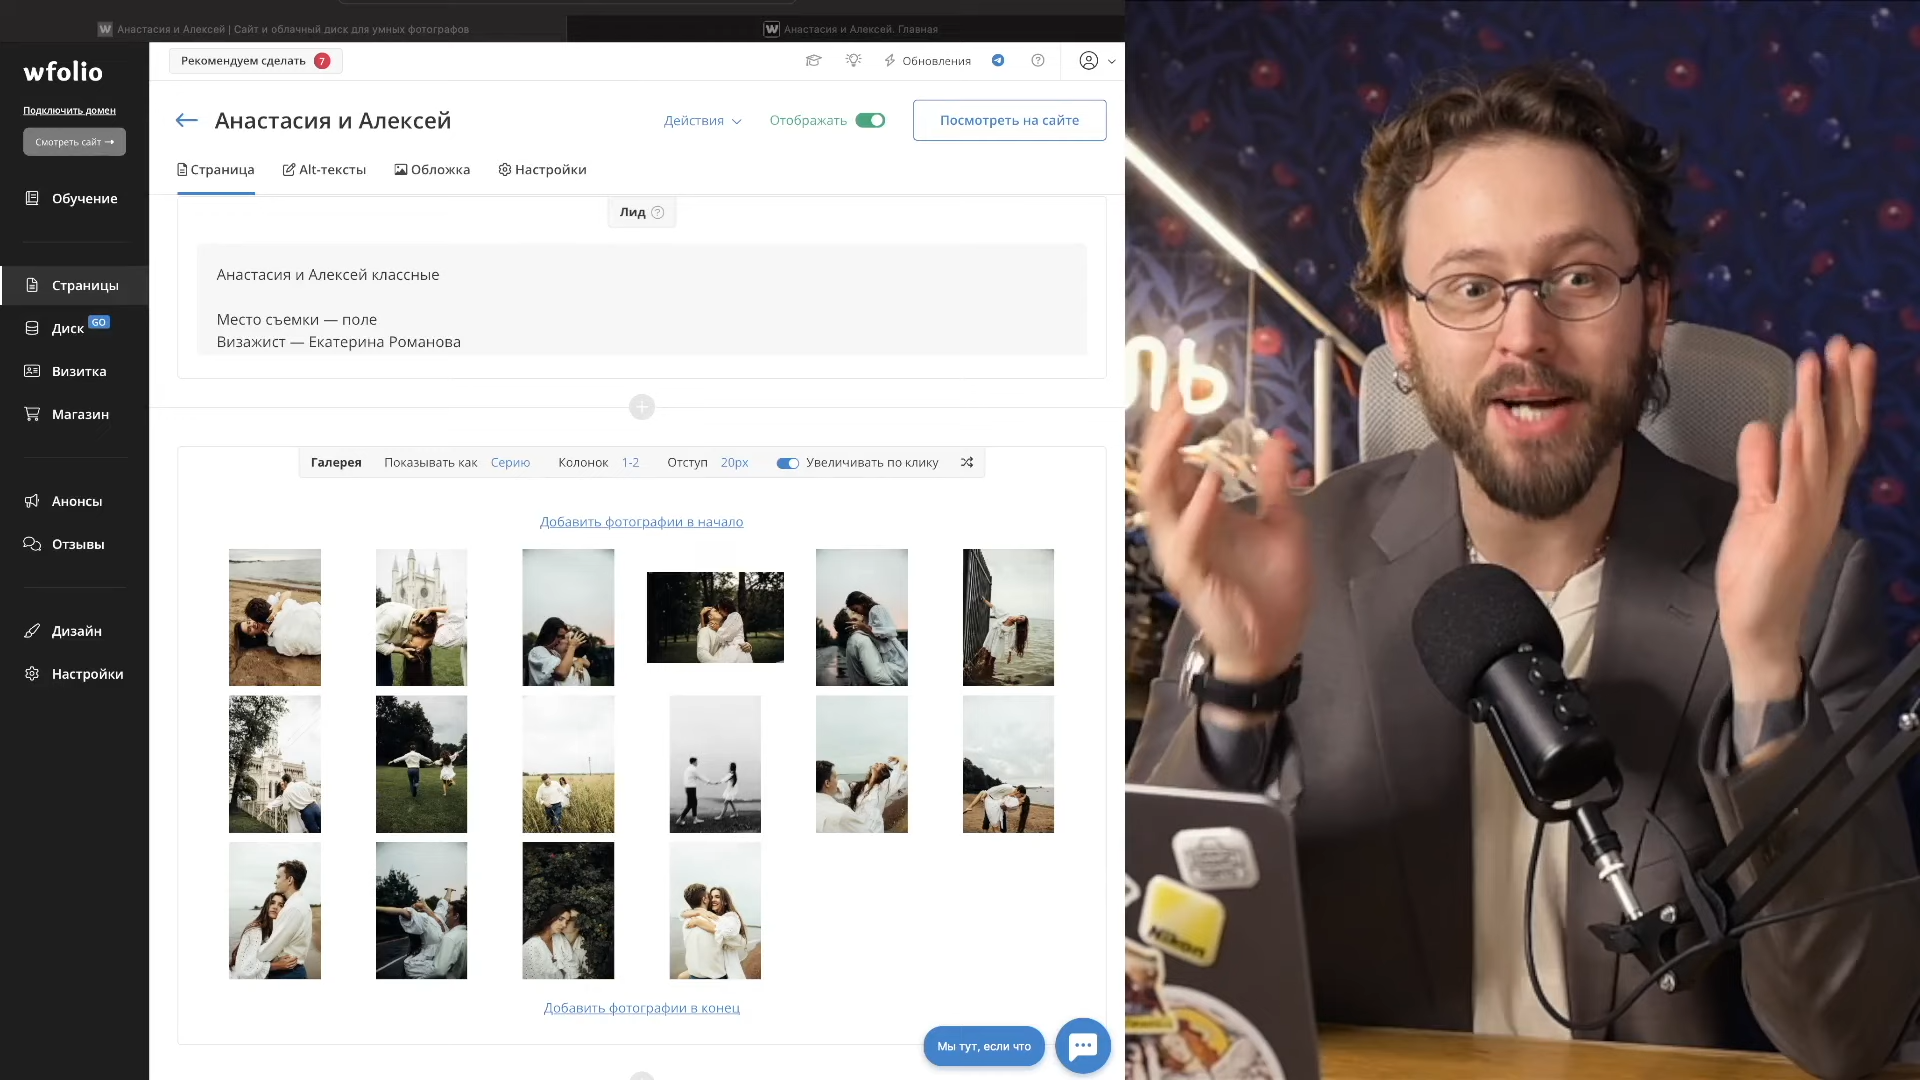 Анастасия и Алексей | Сайт и облачный диск для умных фотографов
Анастасия и Алексей. Главная
wfolio
Подключить домен
Смотреть сайт →
Обучение
Страницы
Диск GO
Визитка
Магазин
Анонсы
Отзывы
Дизайн
Настройки
Рекомендуем сделать 7
Обновления
Анастасия и Алексей
Действия
Отображать
Посмотреть на сайте
Страница
Alt-тексты
Обложка
Настройки
Лид
Анастасия и Алексей классные
Место съемки — поле
Визажист — Екатерина Романова
Галерея Показывать как Серию Колонок 1-2 Отступ 20px Увеличивать по клику
Добавить фотографии в начало
Добавить фотографии в конец
Мы тут, если что
ль
Nikon